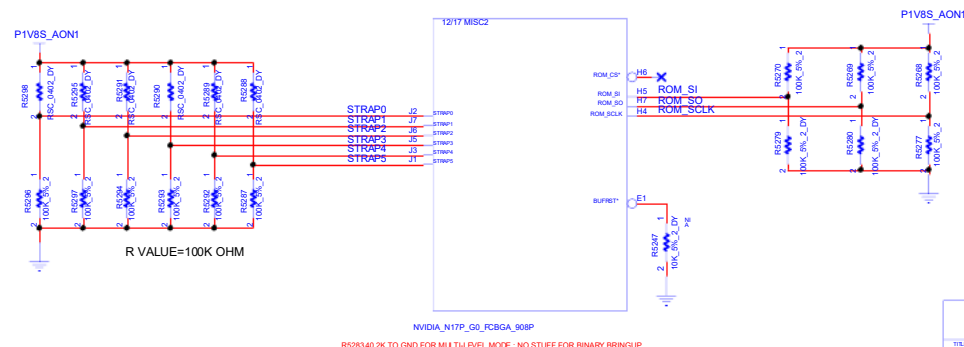 12/17 MISC2
P1V8S_AON1
P1V8S_AON1
R5298
RSC_0402_DY
R5295
RSC_0402_DY
R5291
RSC_0402_DY
R5290
RSC_0402_DY
R5289
RSC_0402_DY
R5288
RSC_0402_DY
STRAP0 J2 STRAP0
STRAP1 J7 STRAP1
STRAP2 J6 STRAP2
STRAP3 J5 STRAP3
STRAP4 J3 STRAP4
STRAP5 J1 STRAP5
R5296
100K_5%_2
R5297
100K_5%_2
R5294
100K_5%_2
R5293
100K_5%_2
R5292
100K_5%_2
R5287
100K_5%_2
R VALUE=100K OHM
ROM_CS* H6
ROM_SI H5 ROM_SI
ROM_SO H7 ROM_SO
ROM_SCLK H4 ROM_SCLK
R5270
100K_5%_2
R5269
100K_5%_2
R5268
100K_5%_2
R5279
100K_5%_2_DY
R5280
100K_5%_2_DY
R5277
100K_5%_2
BUFRST* E1
R5247
10K_5%_2_DY
NVIDIA_N17P_G0_FCBGA_908P